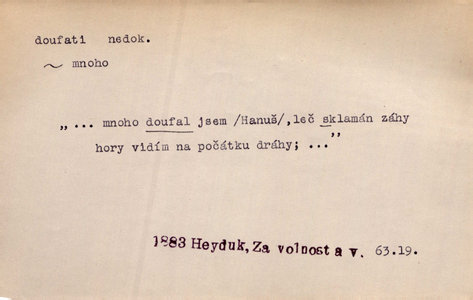 doufati nedok.
~ mnoho
„ ... mnoho doufal jsem /Hanuš/, leč sklamán záhy
hory vidím na počátku dráhy; ..."
1883 Heyduk, Za volnost a v. 63.19.